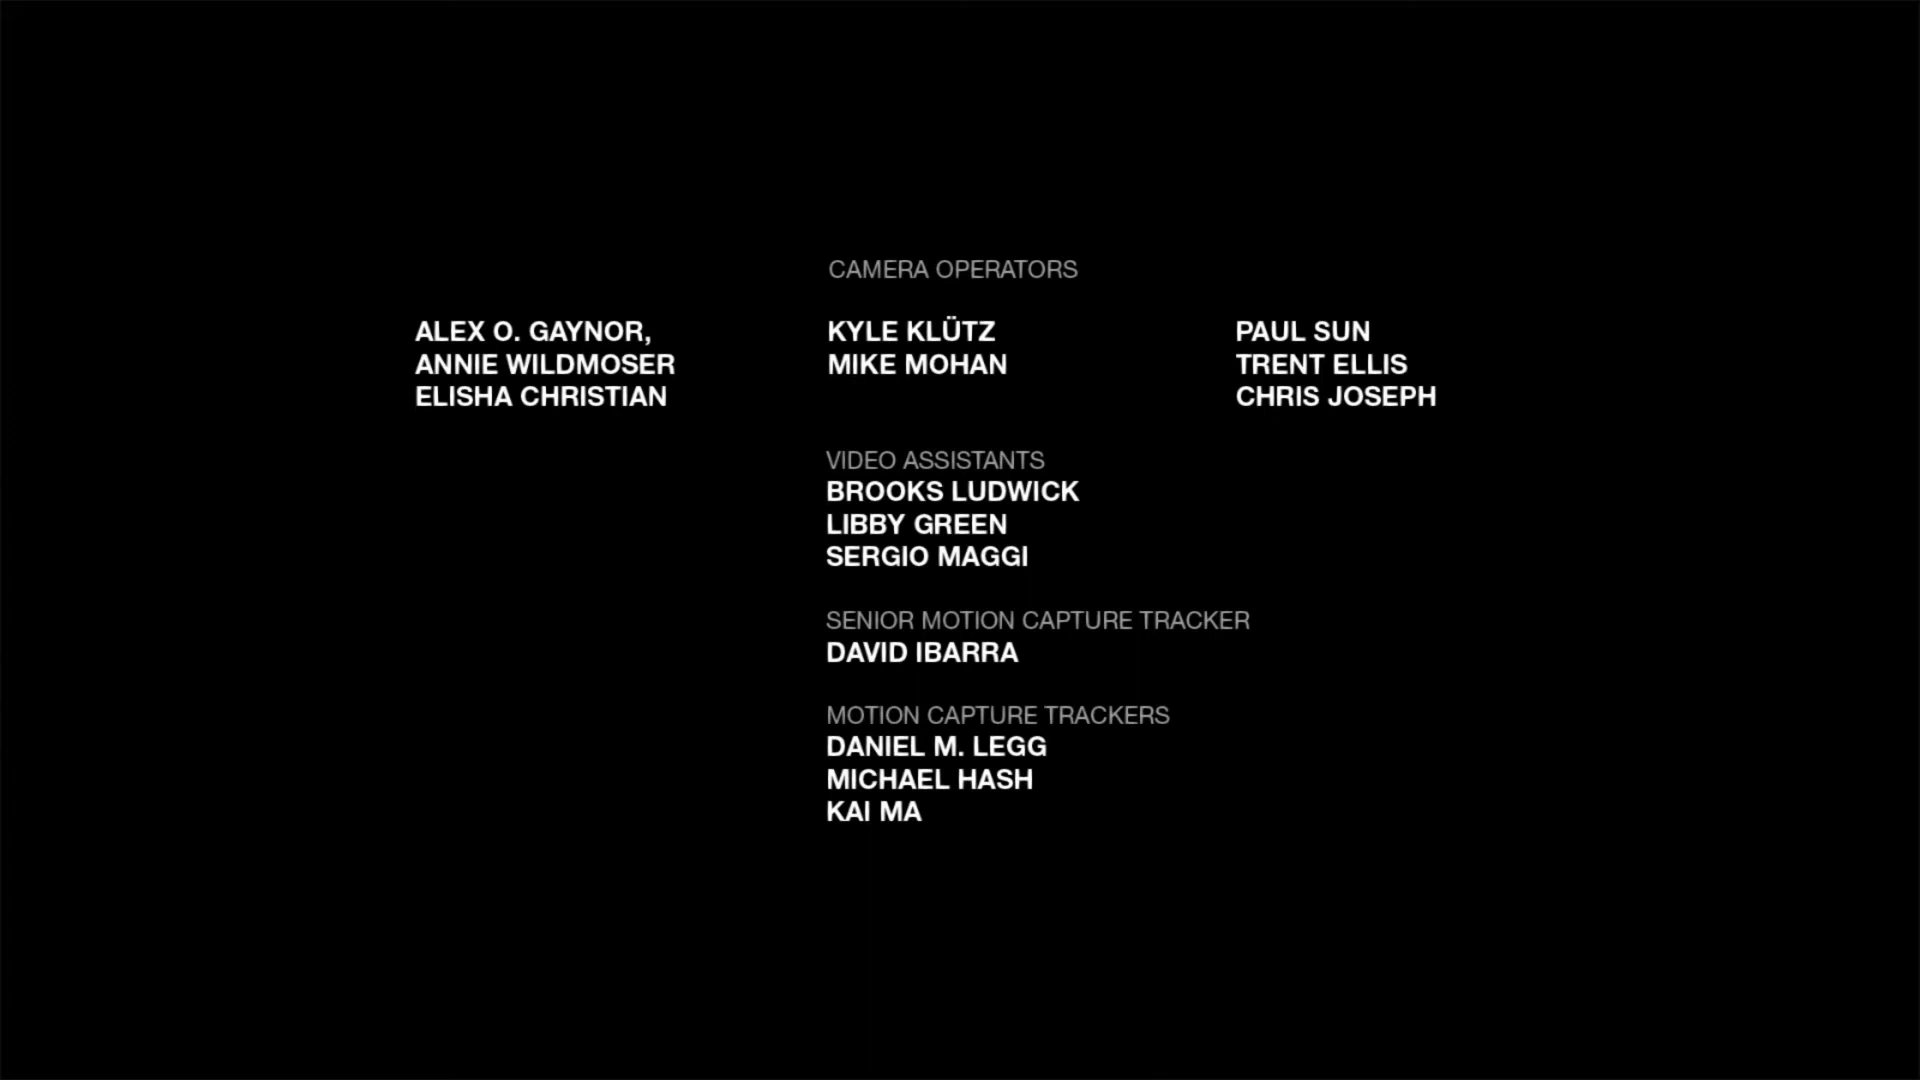 CAMERA OPERATORS
ALEX O. GAYNOR,
ANNIE WILDMOSER
ELISHA CHRISTIAN
KYLE KLÜTZ
MIKE MOHAN
PAUL SUN
TRENT ELLIS
CHRIS JOSEPH
VIDEO ASSISTANTS
BROOKS LUDWICK
LIBBY GREEN
SERGIO MAGGI
SENIOR MOTION CAPTURE TRACKER
DAVID IBARRA
MOTION CAPTURE TRACKERS
DANIEL M. LEGG
MICHAEL HASH
KAI MA